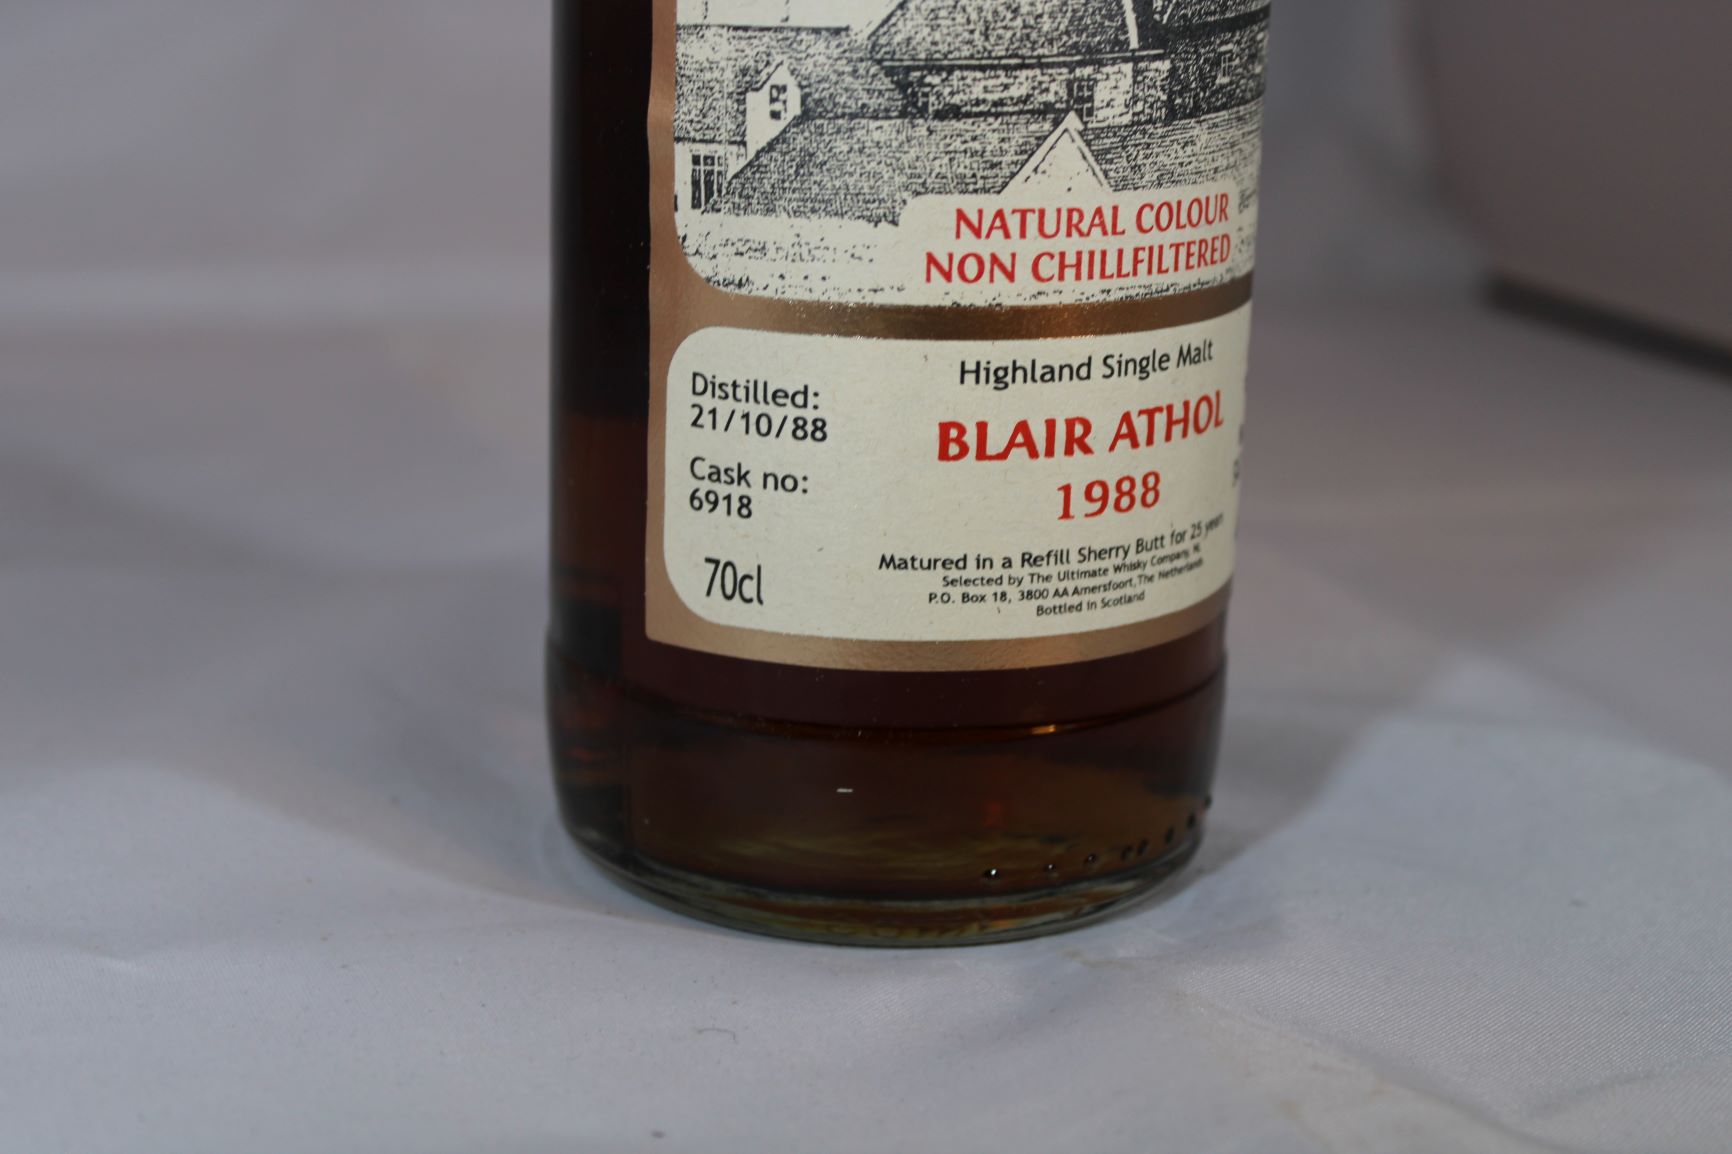 NATURAL COLOUR
NON CHILLFILTERED
Highland Single Malt
BLAIR ATHOL
1988
Distilled:
21/10/88
Cask no:
6918
70cl
Matured in a Refill Sherry Butt for 25 years
Selected by The Ultimate Whisky Company, NL
P.O. Box 18, 3800 AA Amersfoort, The Netherlands
Bottled in Scotland